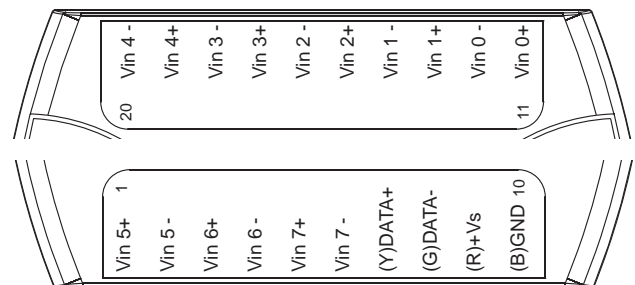 Vin 4 -
Vin 4+
Vin 3 -
Vin 3+
Vin 2 -
Vin 2+
Vin 1 -
Vin 1+
Vin 0 -
Vin 0+
20
11
1
10
Vin 5+
Vin 5 -
Vin 6+
Vin 6 -
Vin 7+
Vin 7 -
(Y)DATA+
(G)DATA-
(R)+Vs
(B)GND